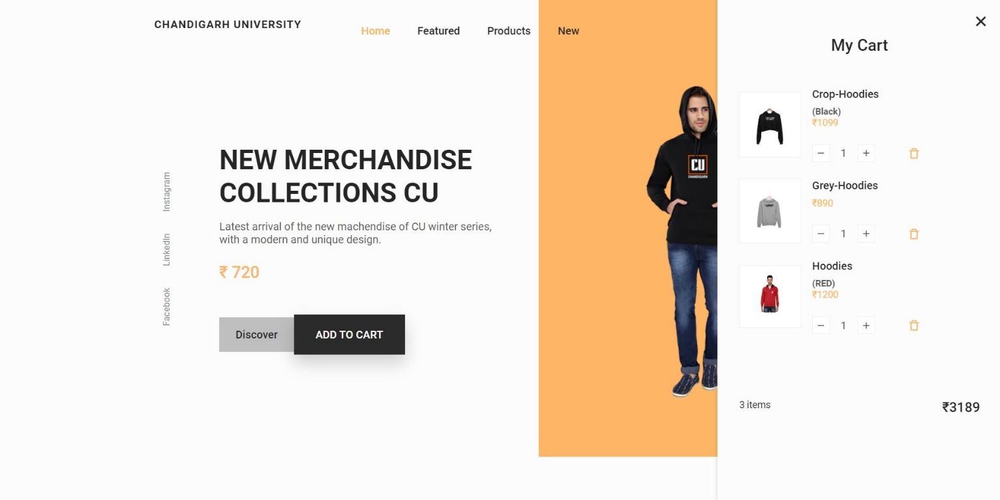 CHANDIGARH UNIVERSITY
Home
Featured
Products
New
Instagram
LinkedIn
Facebook
NEW MERCHANDISE
COLLECTIONS CU
Latest arrival of the new machendise of CU winter series,
with a modern and unique design.
₹ 720
Discover
ADD TO CART
CU
CHANDIGARH
My Cart
Crop-Hoodies
(Black)
₹1099
1
Grey-Hoodies
₹890
1
Hoodies
(RED)
₹1200
1
3 items
₹3189